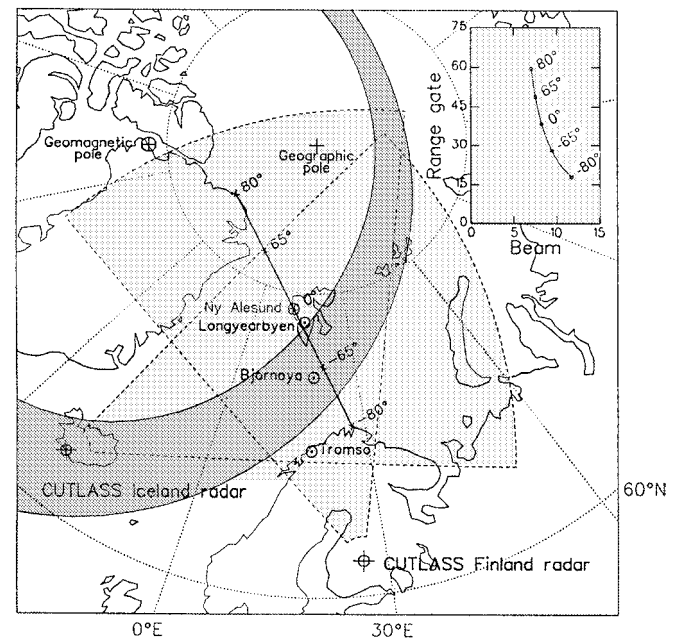 Geomagnetic
pole
Geographic
pole
80°
65°
Ny Alesund
0°
Longyearbyen
-65°
Bjornoya
-80°
Tromso
CUTLASS Iceland radar
CUTLASS Finland radar
60°N
0°E
30°E
Range gate
75
60
45
30
15
0
80°
65°
0°
-65°
-80°
0
5
10
15
Beam